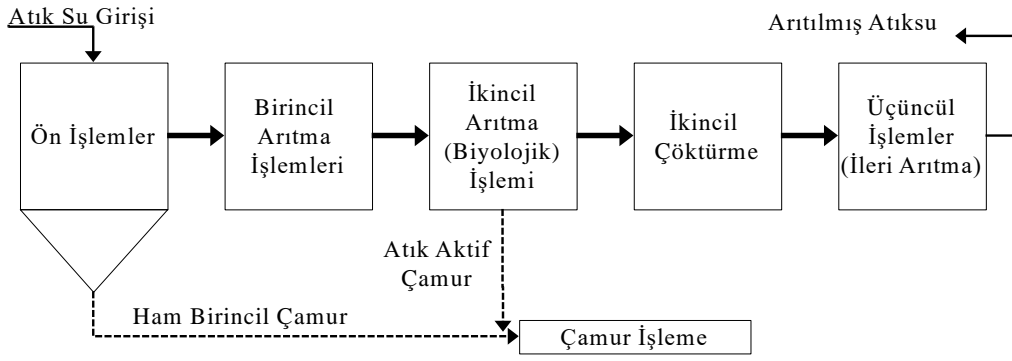 Atık Su Girişi
Arıtılmış Atıksu
Ön İşlemler
Birincil
Arıtma
İşlemleri
İkincil
Arıtma
(Biyolojik)
İşlemi
İkincil
Çöktürme
Üçüncül
İşlemler
(İleri Arıtma)
Atık Aktif
Çamur
Ham Birincil Çamur
Çamur İşleme